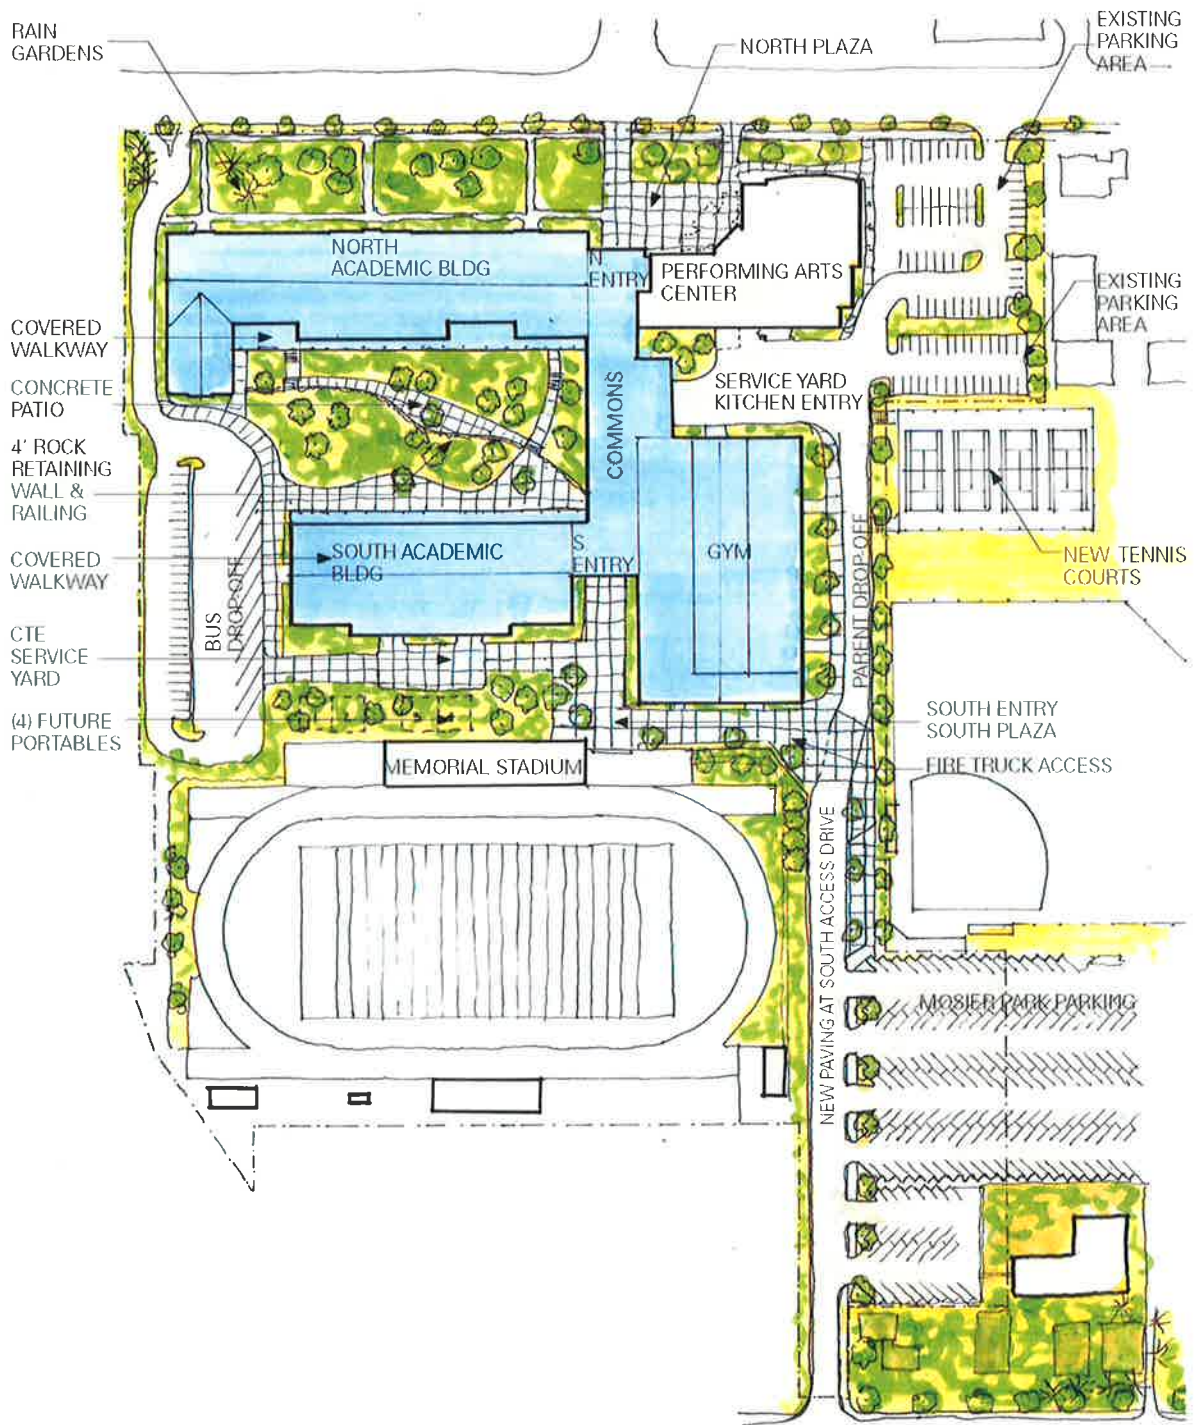 RAIN
GARDENS
NORTH PLAZA
EXISTING
PARKING
AREA
NORTH
ACADEMIC BLDG
N
ENTRY
PERFORMING ARTS
CENTER
EXISTING
PARKING
AREA
COVERED
WALKWAY
CONCRETE
PATIO
COMMONS
SERVICE YARD
KITCHEN ENTRY
4' ROCK
RETAINING
WALL &
RAILING
COVERED
WALKWAY
SOUTH ACADEMIC
BLDG
S
ENTRY
GYM
NEW TENNIS
COURTS
BUS
DROP-OFF
PARENT DROP-OFF
CTE
SERVICE
YARD
(4) FUTURE
PORTABLES
SOUTH ENTRY
SOUTH PLAZA
FIRE TRUCK ACCESS
MEMORIAL STADIUM
NEW PAVING AT SOUTH ACCESS DRIVE
MOSIER PARK PARKING